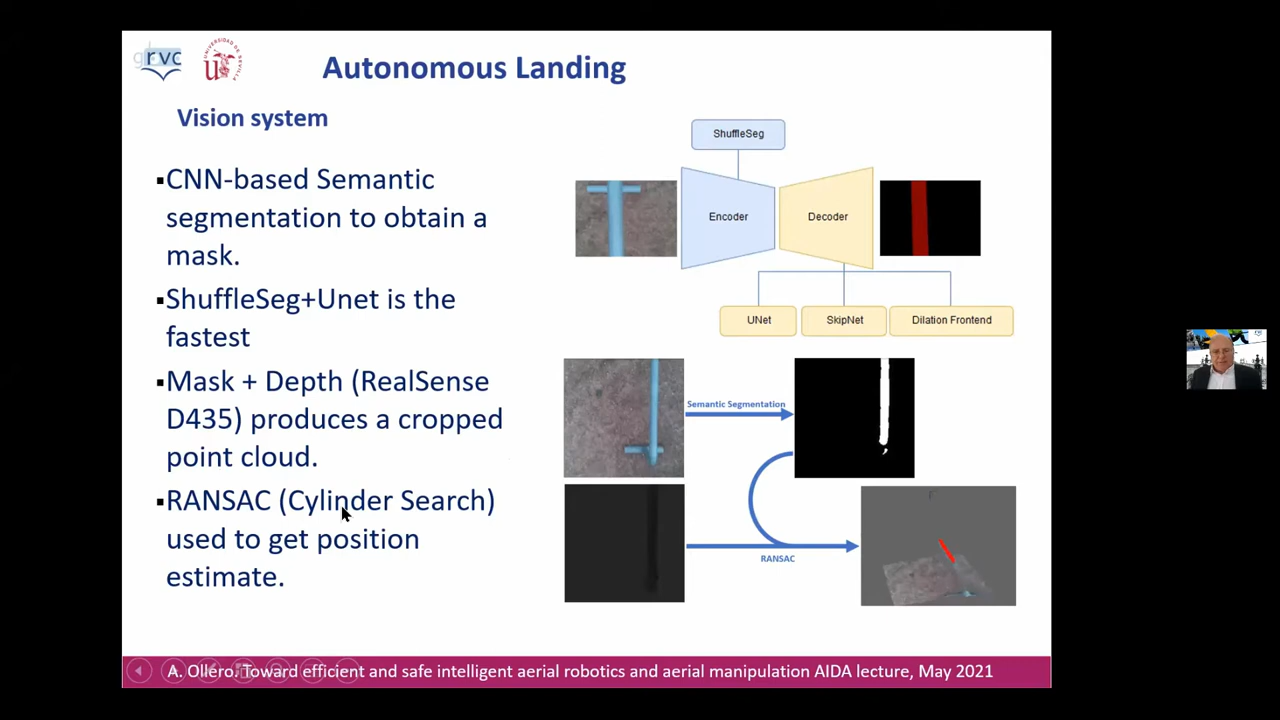 grvc
UNIVERSIDAD DE SEVILLA
Autonomous Landing
Vision system
▪CNN-based Semantic
segmentation to obtain a
mask.
▪ShuffleSeg+Unet is the
fastest
▪Mask + Depth (RealSense
D435) produces a cropped
point cloud.
▪RANSAC (Cylinder Search)
used to get position
estimate.
ShuffleSeg
Encoder
Decoder
UNet
SkipNet
Dilation Frontend
Semantic Segmentation
RANSAC
A. Ollero. Toward efficient and safe intelligent aerial robotics and aerial manipulation AIDA lecture, May 2021